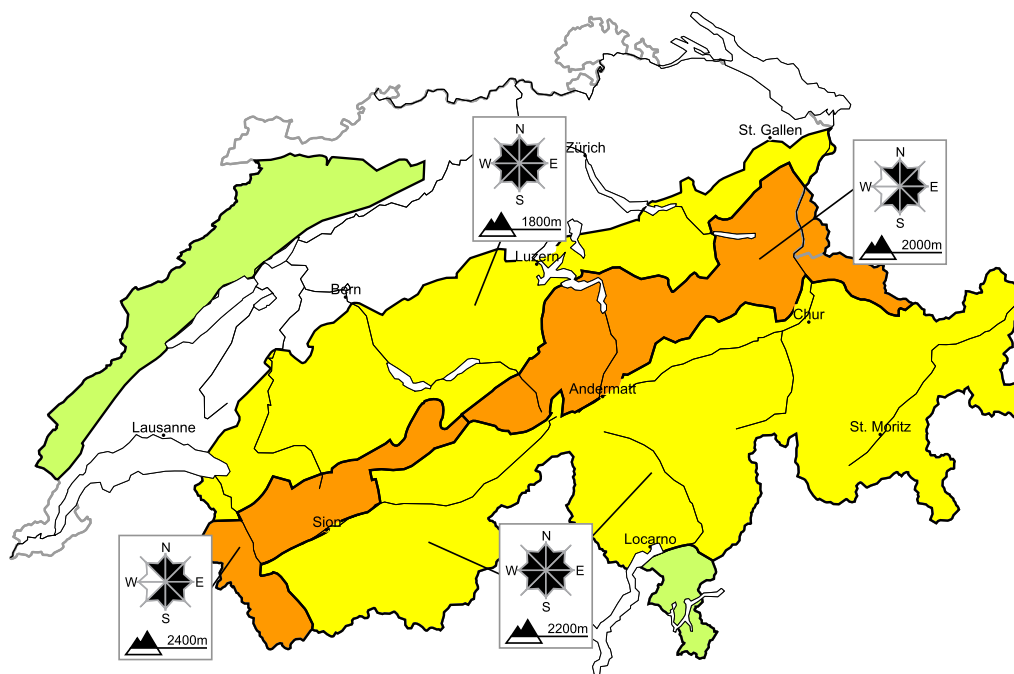 St. Gallen
Zürich
N
W E
S
1800m
N
W E
S
2000m
Luzern
Bern
Chur
Andermatt
Lausanne
St. Moritz
Sion
Locarno
N
W E
S
2400m
N
W E
S
2200m